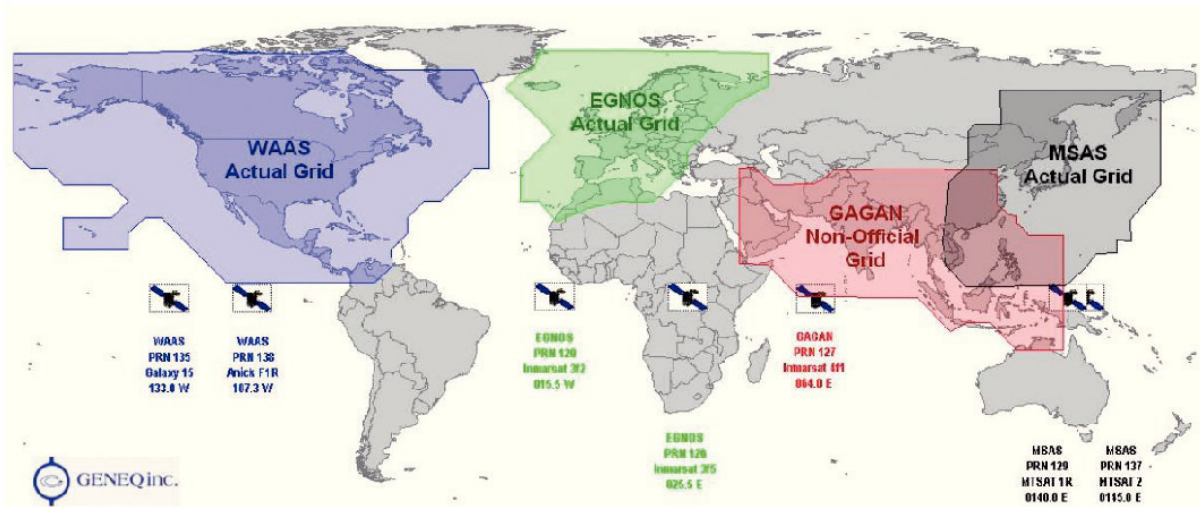 WAAS
Actual Grid
EGNOS
Actual Grid
MSAS
Actual Grid
GAGAN
Non-Official
Grid
WAAS
PRN 135
Galaxy 15
133.0 W
WAAS
PRN 138
Anick F1R
107.3 W
EGNOS
PRN 120
Inmarsat 3f2
015.5 W
EGNOS
PRN 126
Inmarsat 3f5
025.5 E
GAGAN
PRN 127
Inmarsat 4f1
064.0 E
MSAS
PRN 129
MTSAT 1R
0140.0 E
MSAS
PRN 137
MTSAT 2
0145.0 E
GENEQ inc.